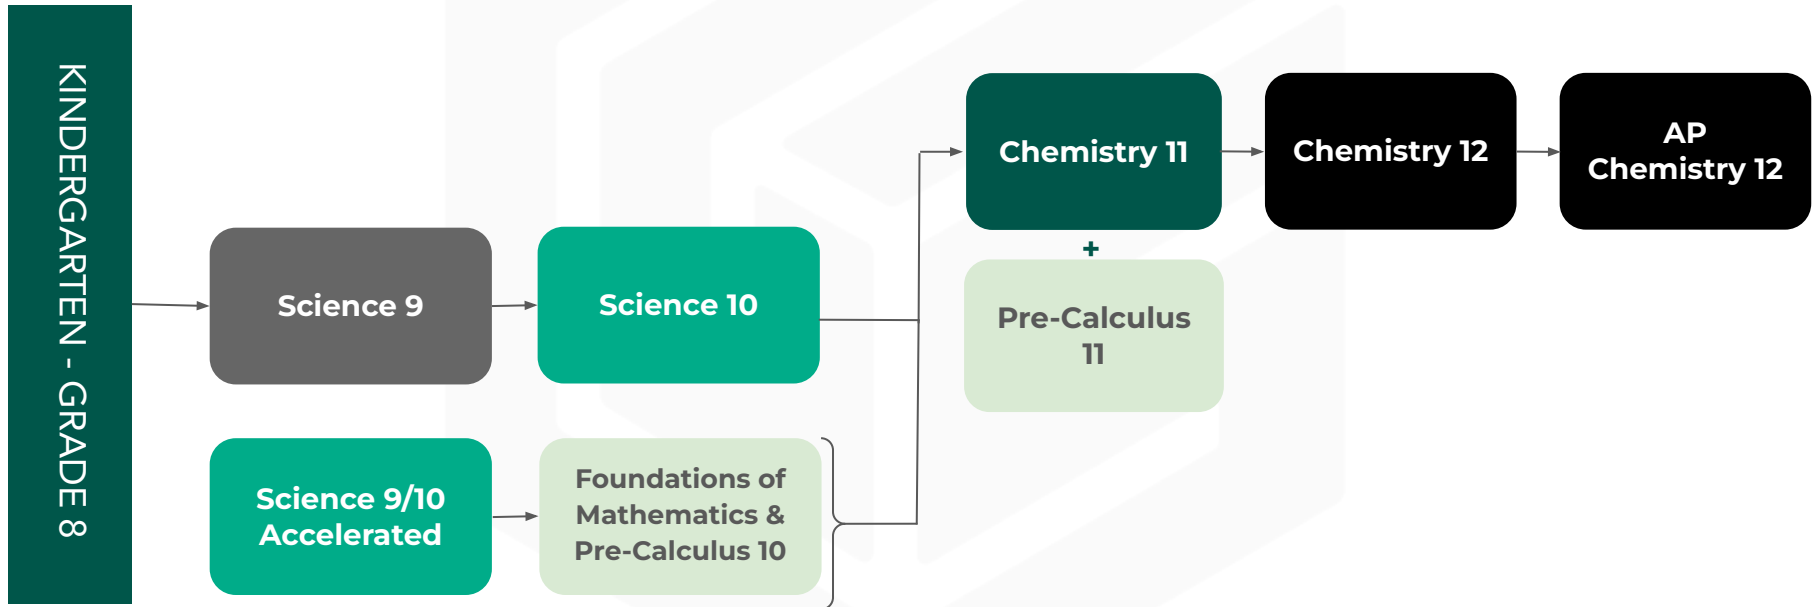 KINDERGARTEN - GRADE 8
Science 9
Science 10
Science 9/10
Accelerated
Foundations of
Mathematics &
Pre-Calculus 10
Chemistry 11
+
Pre-Calculus
11
Chemistry 12
AP
Chemistry 12